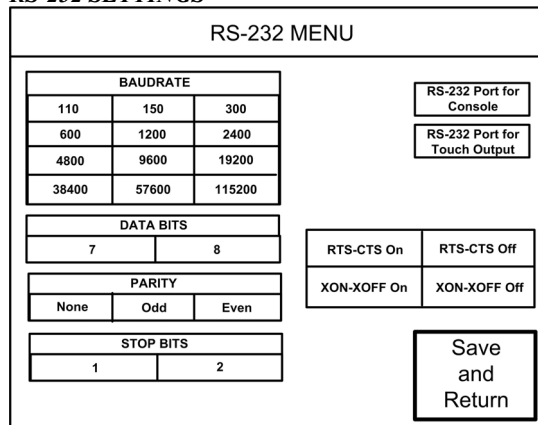 RS-232 SETTINGS
RS-232 MENU
BAUDRATE
110 150 300
600 1200 2400
4800 9600 19200
38400 57600 115200
RS-232 Port for
Console
RS-232 Port for
Touch Output
DATA BITS
7 8
PARITY
None Odd Even
STOP BITS
1 2
RTS-CTS On RTS-CTS Off
XON-XOFF On XON-XOFF Off
Save
and
Return